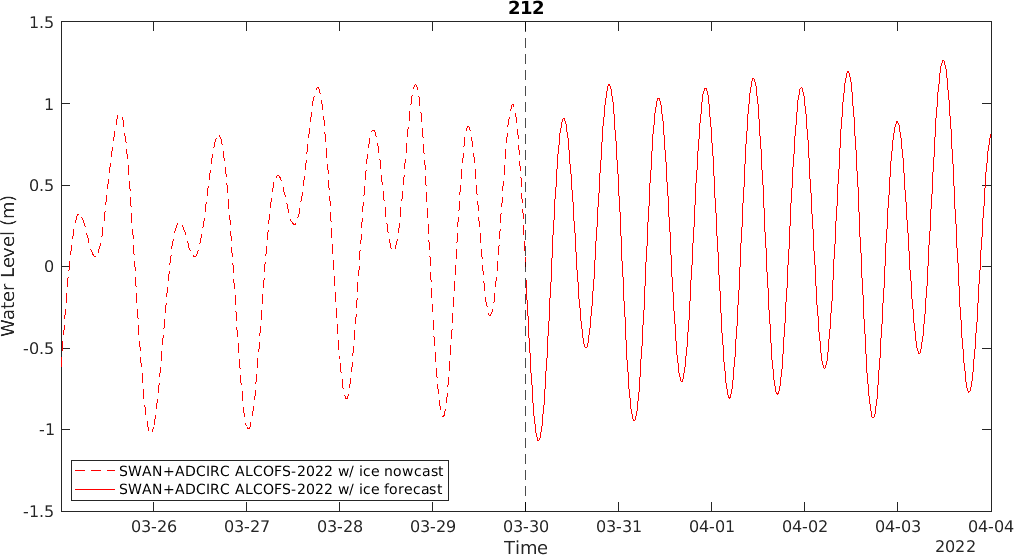 212
1.5
1
0.5
0
-0.5
-1
-1.5
Water Level (m)
SWAN+ADCIRC ALCOFS-2022 w/ ice nowcast
SWAN+ADCIRC ALCOFS-2022 w/ ice forecast
03-26 03-27 03-28 03-29 03-30 03-31 04-01 04-02 04-03 04-04
Time
2022